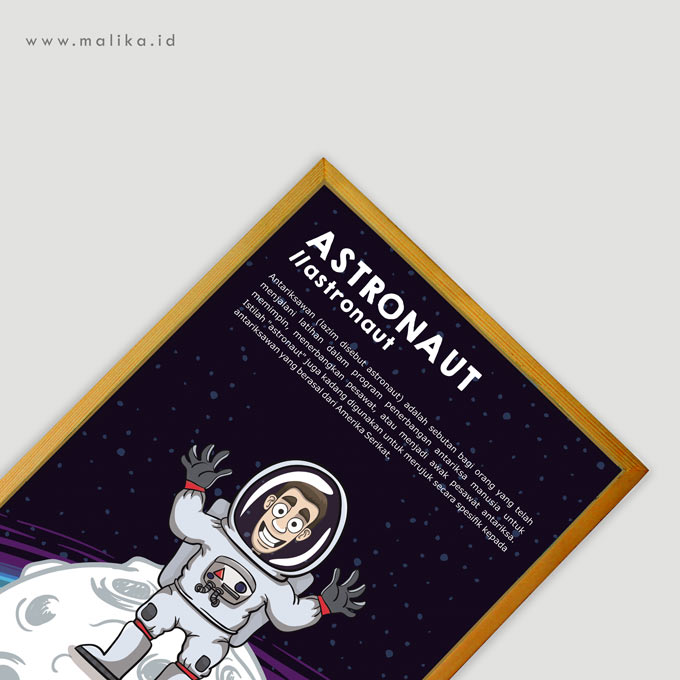 www.malika.id
ASTRONAUT
//astronaut
Antariksawan (lazim disebut astronaut) adalah sebutan bagi orang yang telah
menjalani latihan dalam program penerbangan antariksa manusia untuk
memimpin, menerbangkan pesawat, atau menjadi awak pesawat antariksa.
Istilah "astronaut" juga kadang digunakan untuk merujuk secara spesifik kepada
antariksawan yang berasal dari Amerika Serikat.